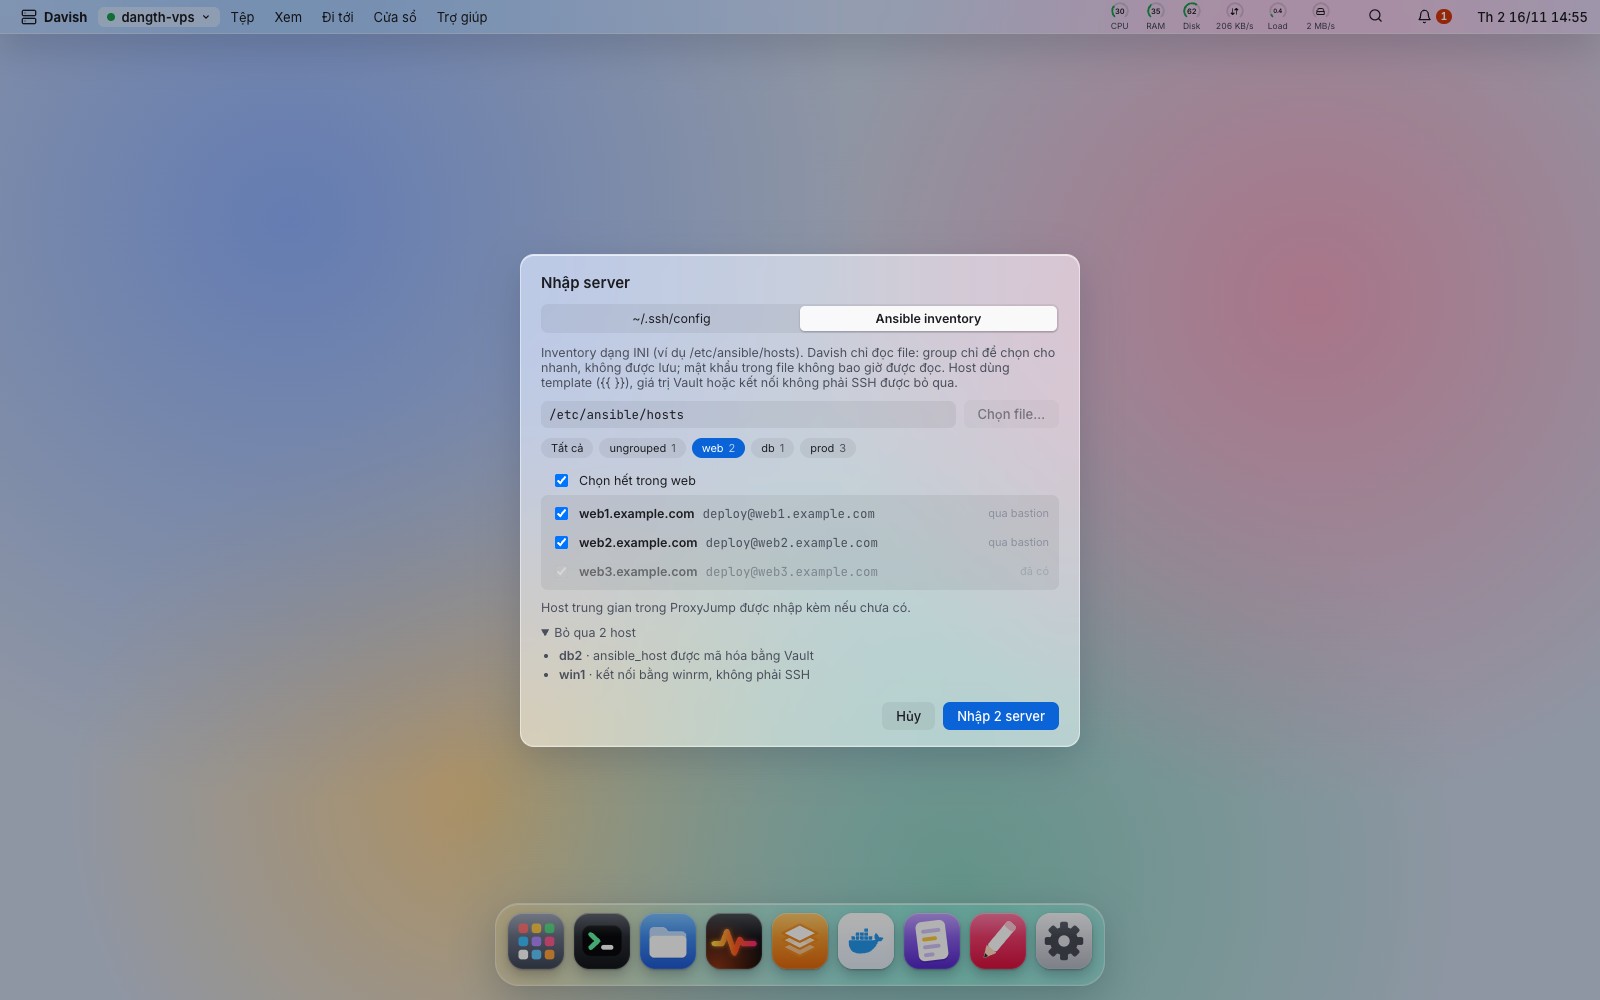 Davish dangth-vps Tệp Xem Đi tới Cửa sổ Trợ giúp 30 35 62 0.4 1 Th 2 16/11 14:55
CPU RAM Disk 206 KB/s Load 2 MB/s
Nhập server
~/.ssh/config Ansible inventory
Inventory dạng INI (ví dụ /etc/ansible/hosts). Davish chỉ đọc file: group chỉ để chọn cho
nhanh, không được lưu; mật khẩu trong file không bao giờ được đọc. Host dùng
template ({{ }}), giá trị Vault hoặc kết nối không phải SSH được bỏ qua.
/etc/ansible/hosts Chọn file...
Tất cả ungrouped 1 web 2 db 1 prod 3
Chọn hết trong web
web1.example.com deploy@web1.example.com qua bastion
web2.example.com deploy@web2.example.com qua bastion
web3.example.com deploy@web3.example.com đã có
Host trung gian trong ProxyJump được nhập kèm nếu chưa có.
▼ Bỏ qua 2 host
• db2 · ansible_host được mã hóa bằng Vault
• win1 · kết nối bằng winrm, không phải SSH
Hủy Nhập 2 server